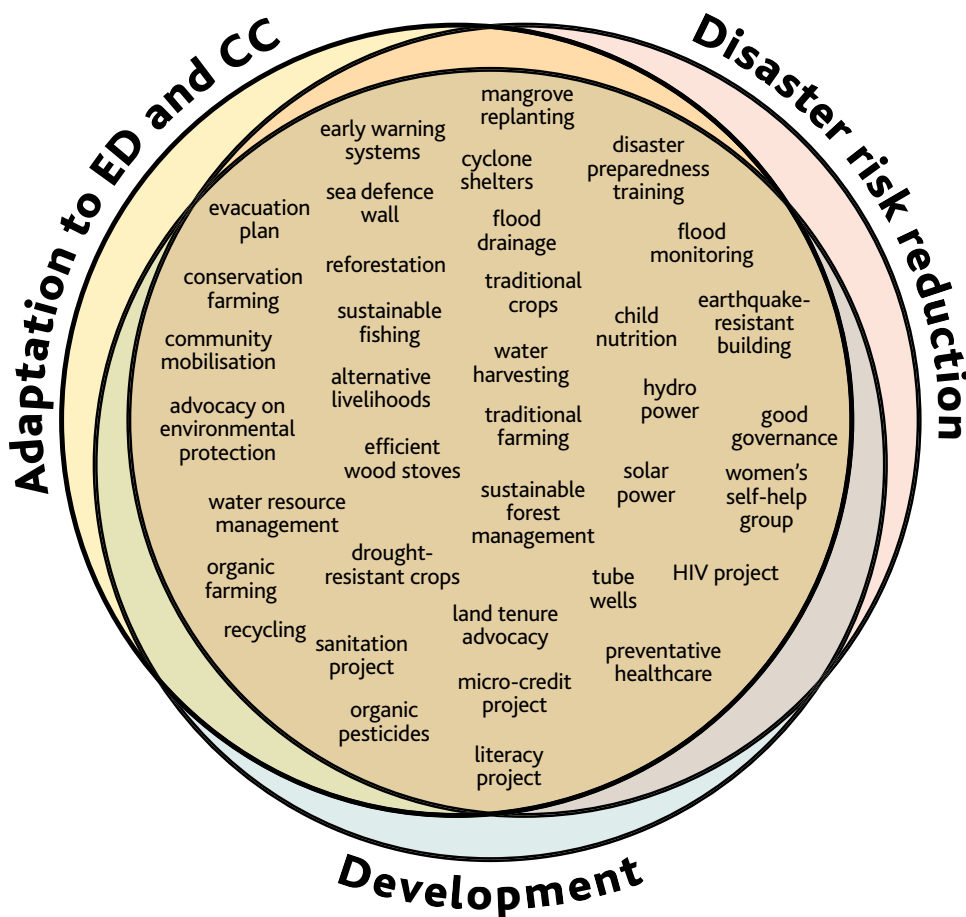 Adaptation to ED and CC
Disaster risk reduction
mangrove
replanting
early warning
systems
cyclone
shelters
disaster
preparedness
training
sea defence
wall
evacuation
plan
flood
drainage
flood
monitoring
reforestation
conservation
farming
traditional
crops
sustainable
fishing
child
nutrition
earthquake-
resistant
building
community
mobilisation
water
harvesting
alternative
livelihoods
hydro
power
advocacy on
environmental
protection
traditional
farming
good
governance
efficient
wood stoves
solar
power
women's
self-help
group
water resource
management
sustainable
forest
management
drought-
resistant crops
organic
farming
tube
wells
HIV project
land tenure
advocacy
recycling
sanitation
project
preventative
healthcare
micro-credit
project
organic
pesticides
literacy
project
Development